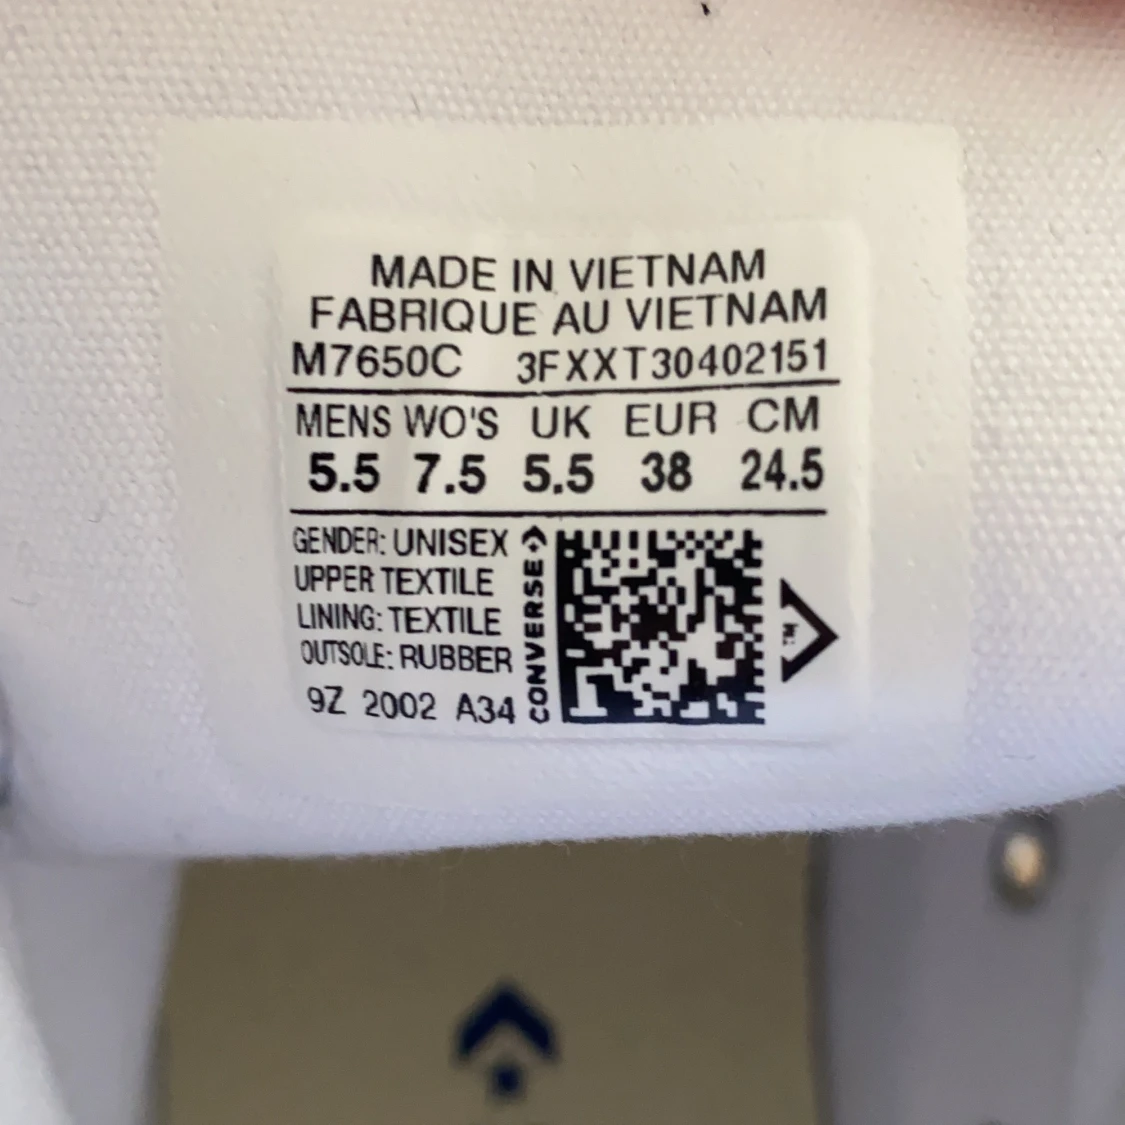 MADE IN VIETNAM
FABRIQUE AU VIETNAM
M7650C 3FXXT30402151
MENS WO'S UK EUR CM
5.5 7.5 5.5 38 24.5
GENDER: UNISEX
UPPER TEXTILE
LINING: TEXTILE
OUTSOLE: RUBBER
9Z 2002 A34
CONVERSE